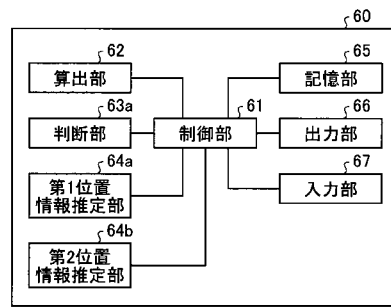 60
62
算出部
63a
判断部
64a
第1位置
情報推定部
64b
第2位置
情報推定部
61
制御部
65
記憶部
66
出力部
67
入力部